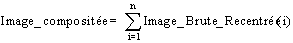 Image_compositée = n∑i=1 Image_Brute_Recentrée(i)